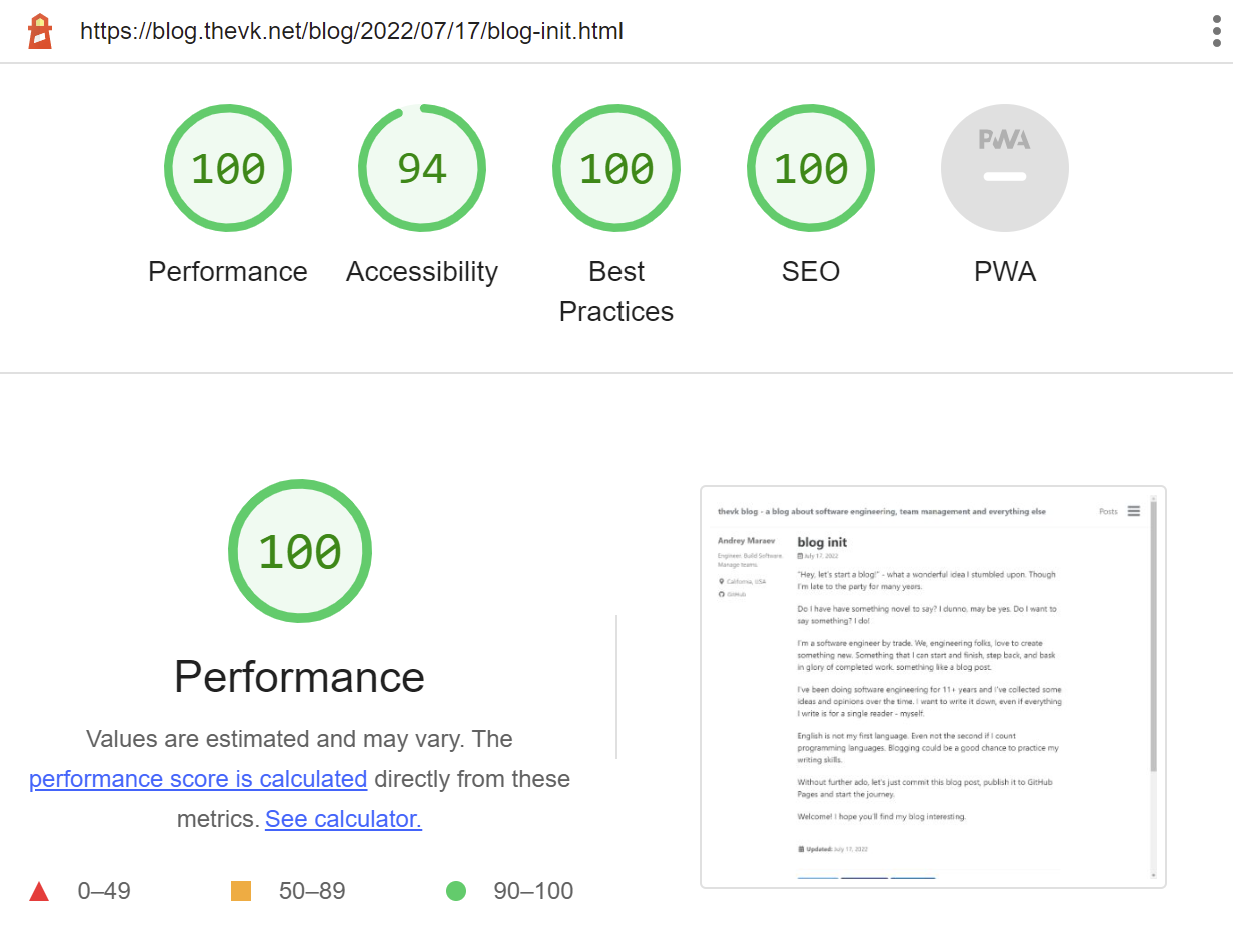 https://blog.thevk.net/blog/2022/07/17/blog-init.html
100
94
100
100
PWA
Performance
Accessibility
Best
Practices
SEO
PWA
100
Performance
Values are estimated and may vary. The
performance score is calculated directly from these
metrics. See calculator.
0–49
50–89
90–100
thevk blog - a blog about software engineering, team management and everything else
Posts
Andrey Maraev
Engineer. Build Software.
Manage teams.
California, USA
GitHub
blog init
July 17, 2022
"Hey, let's start a blog!" - what a wonderful idea I stumbled upon. Though
I'm late to the party for many years.
Do I have have something novel to say? I dunno, may be yes. Do I want to
say something? I do!
I'm a software engineer by trade. We, engineering folks, love to create
something new. Something that I can start and finish, step back, and bask
in glory of completed work. something like a blog post.
I've been doing software engineering for 11+ years and I've collected some
ideas and opinions over the time. I want to write it down, even if everything
I write is for a single reader - myself.
English is not my first language. Even not the second if I count
programming languages. Blogging could be a good chance to practice my
writing skills.
Without further ado, let's just commit this blog post, publish it to GitHub
Pages and start the journey.
Welcome! I hope you'll find my blog interesting.
Updated: July 17, 2022